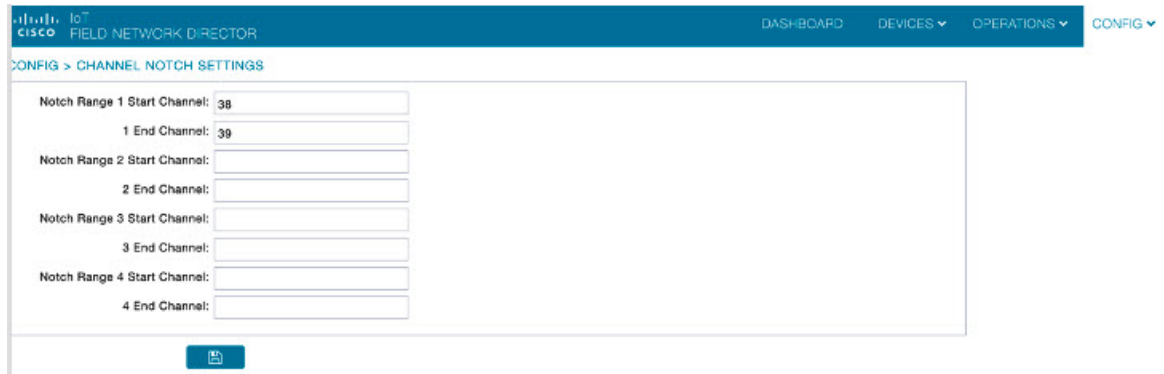 IoT
CISCO FIELD NETWORK DIRECTOR
DASHBOARD DEVICES OPERATIONS CONFIG
CONFIG > CHANNEL NOTCH SETTINGS
Notch Range 1 Start Channel: 38
1 End Channel: 39
Notch Range 2 Start Channel:
2 End Channel:
Notch Range 3 Start Channel:
3 End Channel:
Notch Range 4 Start Channel:
4 End Channel: